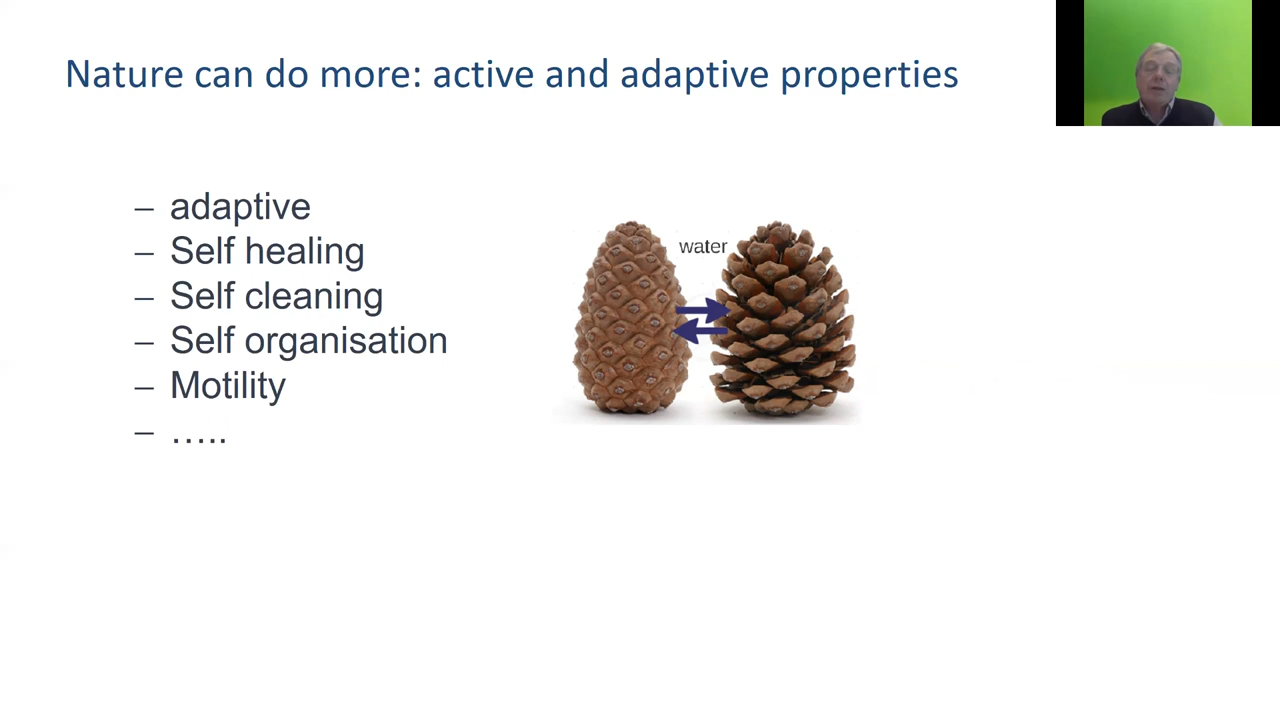 Nature can do more: active and adaptive properties
– adaptive
– Self healing
– Self cleaning
– Self organisation
– Motility
– …..
water